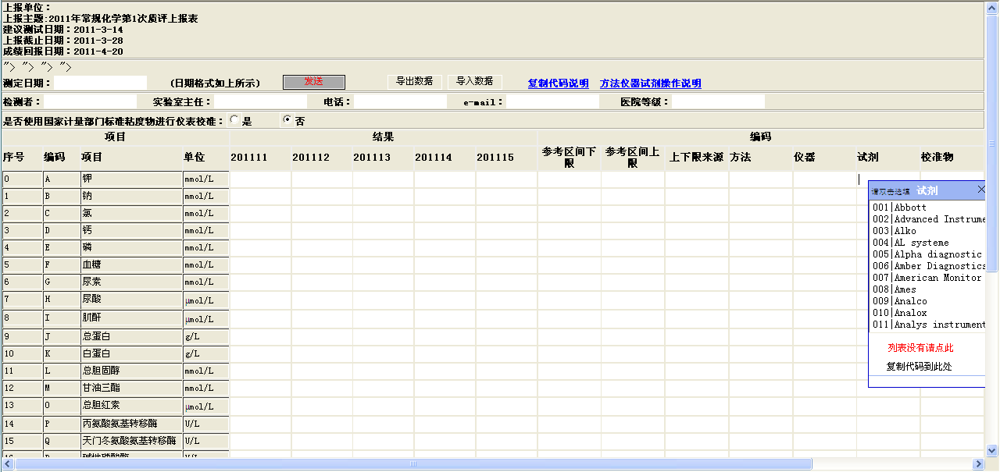 上报单位：
上报主题:2011年常规化学第1次质评上报表
建议测试日期：2011-3-14
上报截止日期：2011-3-28
成绩回报日期：2011-4-20
"> "> "> ">
测定日期： (日期格式如上所示) 发送 导出数据 导入数据 复制代码说明 方法仪器试剂操作说明
检测者： 实验室主任： 电话： e-mail： 医院等级：
是否使用国家计量部门标准粘度物进行仪表校准： 是 否
项目 结果 编码
序号 编码 项目 单位 201111 201112 201113 201114 201115 参考区间下限 参考区间上限 上下限来源 方法 仪器 试剂 校准物
0 A 钾 mmol/L
1 B 钠 mmol/L
2 C 氯 mmol/L
3 D 钙 mmol/L
4 E 磷 mmol/L
5 F 血糖 mmol/L
6 G 尿素 mmol/L
7 H 尿酸 μmol/L
8 I 肌酐 μmol/L
9 J 总蛋白 g/L
10 K 白蛋白 g/L
11 L 总胆固醇 mmol/L
12 M 甘油三酯 mmol/L
13 O 总胆红素 μmol/L
14 P 丙氨酸氨基转移酶 U/L
15 Q 天门冬氨酸氨基转移酶 U/L
请双击选填 试剂
001|Abbott
002|Advanced Instrume
003|Alko
004|AL systeme
005|Alpha diagnostic
006|Amber Diagnostics
007|American Monitor
008|Ames
009|Analco
010|Analox
011|Analys instrument
列表没有请点此
复制代码到此处